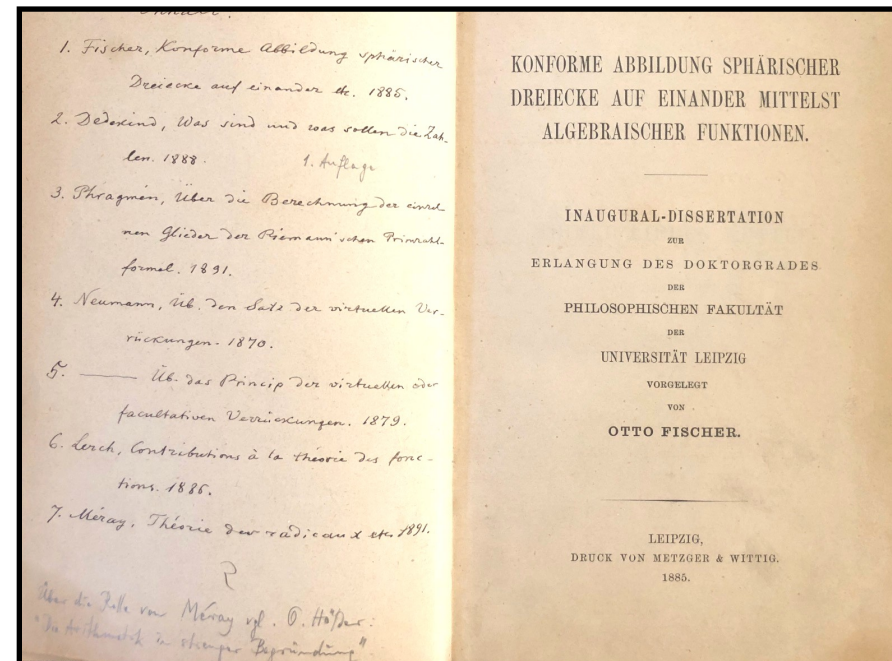 1. Fischer, Konforme Abbildung sphärischer
Dreiecke auf einander etc. 1885.
2. Dedekind, Was sind und was sollen die Zah-
len. 1888. 1. Auflage
3. Phragmén, Über die Berechnung der einzel-
nen Glieder der Riemann'schen Primzahl-
formel. 1891.
4. Neumann, Üb. den Satz der virtuellen Ver-
rückungen. 1870.
5. ——— Üb. das Princip der virtuellen oder
facultativen Verrückungen. 1879.
6. Lerch, Contributions à la théorie des fonc-
tions. 1886.
7. Méray, Théorie des radicaux etc. 1891.
Über die Rolle von Méray vgl. O. Hölder:
"Die Arithmetik in strenger Begründung".
KONFORME ABBILDUNG SPHÄRISCHER
DREIECKE AUF EINANDER MITTELST
ALGEBRAISCHER FUNKTIONEN.
INAUGURAL-DISSERTATION
ZUR
ERLANGUNG DES DOKTORGRADES
DER
PHILOSOPHISCHEN FAKULTÄT
DER
UNIVERSITÄT LEIPZIG
VORGELEGT
VON
OTTO FISCHER.
LEIPZIG,
DRUCK VON METZGER & WITTIG.
1885.